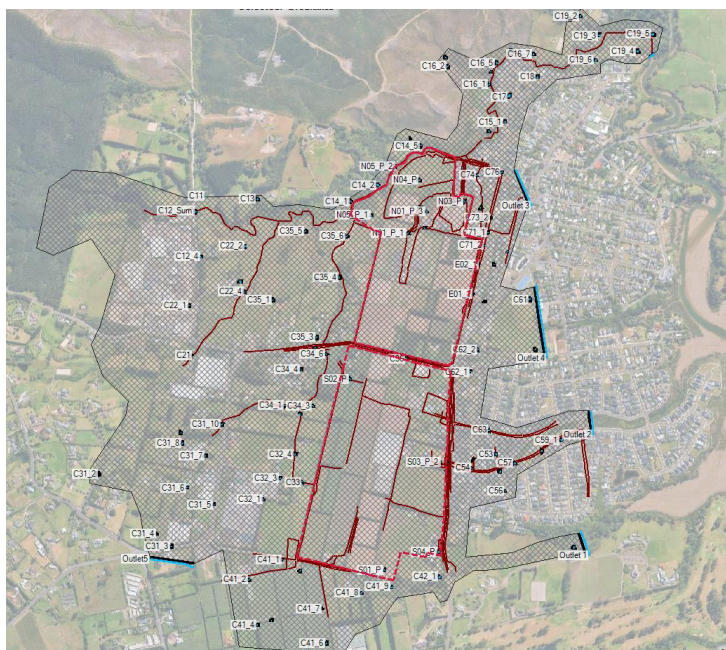 C19_2
C19_3
C19_5
C19_4
C16_7
C16_5
C19_6
C16_2
C18
C16_1
C17
C15_1
C14_5
N05_P_2
C74
C76
N04_P
C14_2
C11
C13
C14_1
N03_P
Outlet 3
C12_Sum
N05_P_1
N01_P_3
C73_2
C35_6
C35_6
N01_P_1
C71_1
C22_2
C71_2
C12_4
E02_1
C35_4
C22_4
E01_1
C22_1
C35_1
C61
C35_3
C62_2
C21
C34_6
Outlet 4
C34_4
C62_1
S02_P
C34_1
C34_3
C31_10
Outlet 2
C63
C31_8
C59_1
C31_7
C32_4
C53
S03_P_2
C57
C54
C31_2
C32_3
C33
C31_6
C56
C32_1
C31_5
C31_4
C31_3
S04_P
Outlet 1
Outlet5
C41_1
S01_P
C42_1
C41_2
C41_9
C41_8
C41_7
C41_4
C41_6